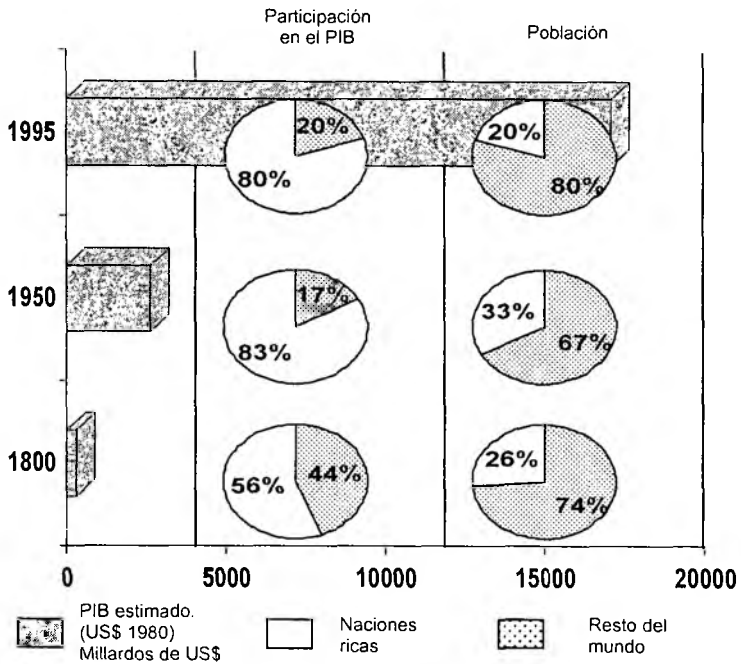 Participación
en el PIB
Población
1995
20%
80%
20%
80%
1950
17%
83%
33%
67%
1800
56%
44%
26%
74%
0
5000
10000
15000
20000
PIB estimado.
(US$ 1980)
Millardos de US$
Naciones
ricas
Resto del
mundo